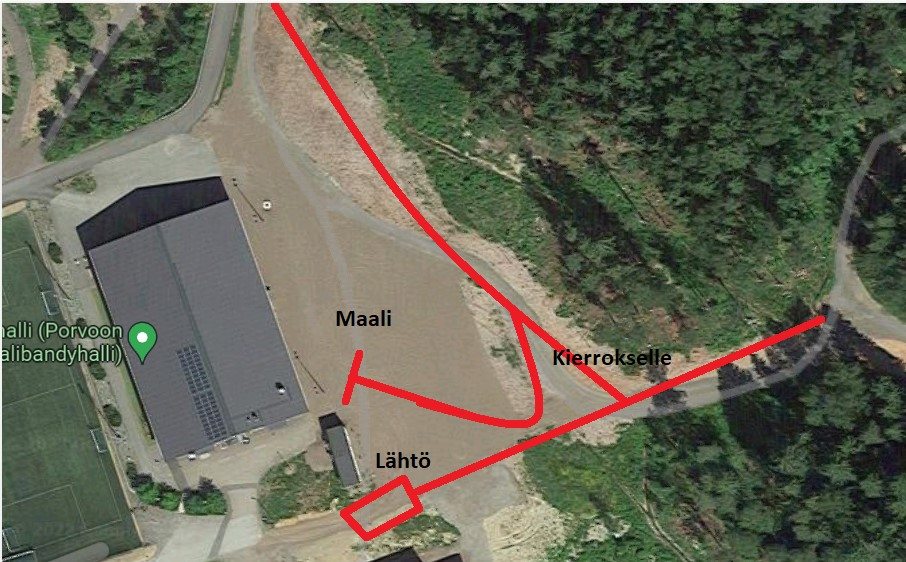 Maali
halli (Porvoon
alibandyhalli)
Kierrokselle
Lähtö